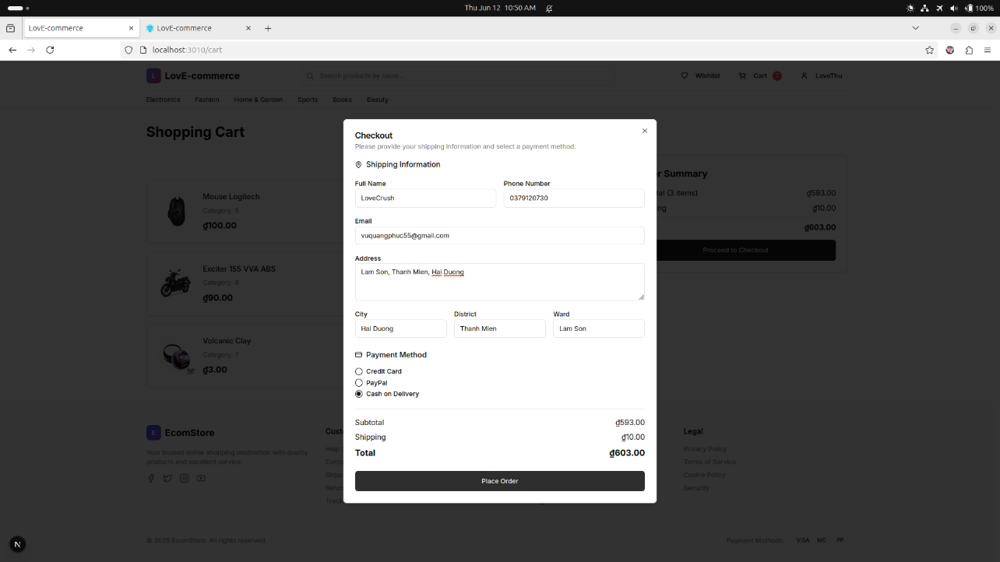 Thu Jun 12 10:50 AM
100%
LovE-commerce
LovE-commerce
localhost:3010/cart
L LovE-commerce
Search products by name...
Wishlist
Cart 7
LoveThu
Electronics Fashion Home & Garden Sports Books Beauty
Shopping Cart
Mouse Logitech
Category: 5
₫100.00
Exciter 155 VVA ABS
Category: 8
₫90.00
Volcanic Clay
Category: 7
₫3.00
Checkout
Please provide your shipping information and select a payment method.
Shipping Information
Full Name Phone Number
LoveCrush 0379120730
Email
vuquangphuc55@gmail.com
Address
Lam Son, Thanh Mien, Hai Duong
City District Ward
Hai Duong Thanh Mien Lam Son
Payment Method
Credit Card
PayPal
Cash on Delivery
Subtotal ₫593.00
Shipping ₫10.00
Total ₫603.00
Place Order
r Summary
tal (3 items) ₫593.00
ng ₫10.00
₫603.00
Proceed to Checkout
E EcomStore
Your trusted online shopping destination with quality
products and excellent service.
Legal
Privacy Policy
Terms of Service
Cookie Policy
Security
© 2025 EcomStore. All rights reserved.
Payment Methods: VISA MC PP
N